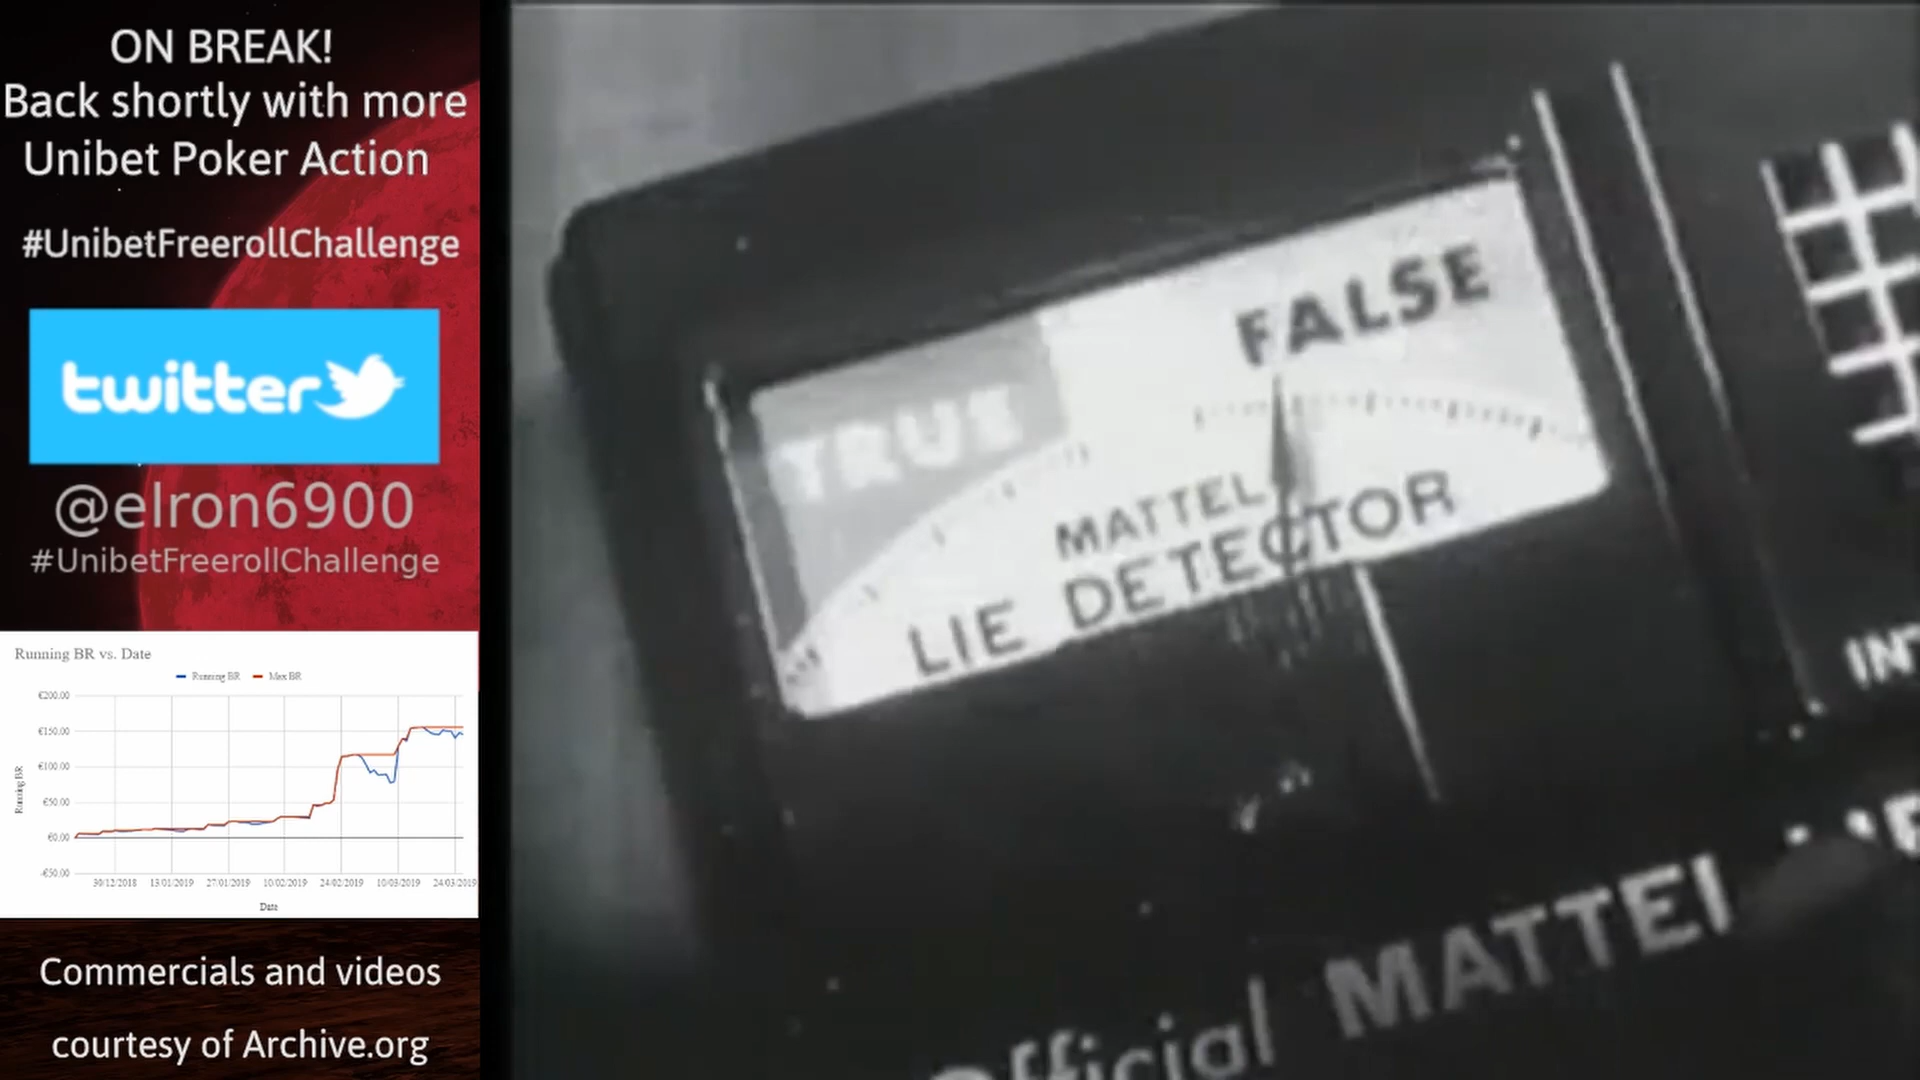 ON BREAK!
Back shortly with more
Unibet Poker Action
#UnibetFreerollChallenge
twitter
@elron6900
#UnibetFreerollChallenge
Running BR vs. Date
Running BR
Max BR
€200.00
€150.00
€100.00
€50.00
€0.00
-€50.00
Running BR
30/12/2018
13/01/2019
27/01/2019
10/02/2019
24/02/2019
10/03/2019
24/03/2019
Date
Commercials and videos
courtesy of Archive.org
TRUE
FALSE
MATTEL
LIE DETECTOR
Official MATTEL